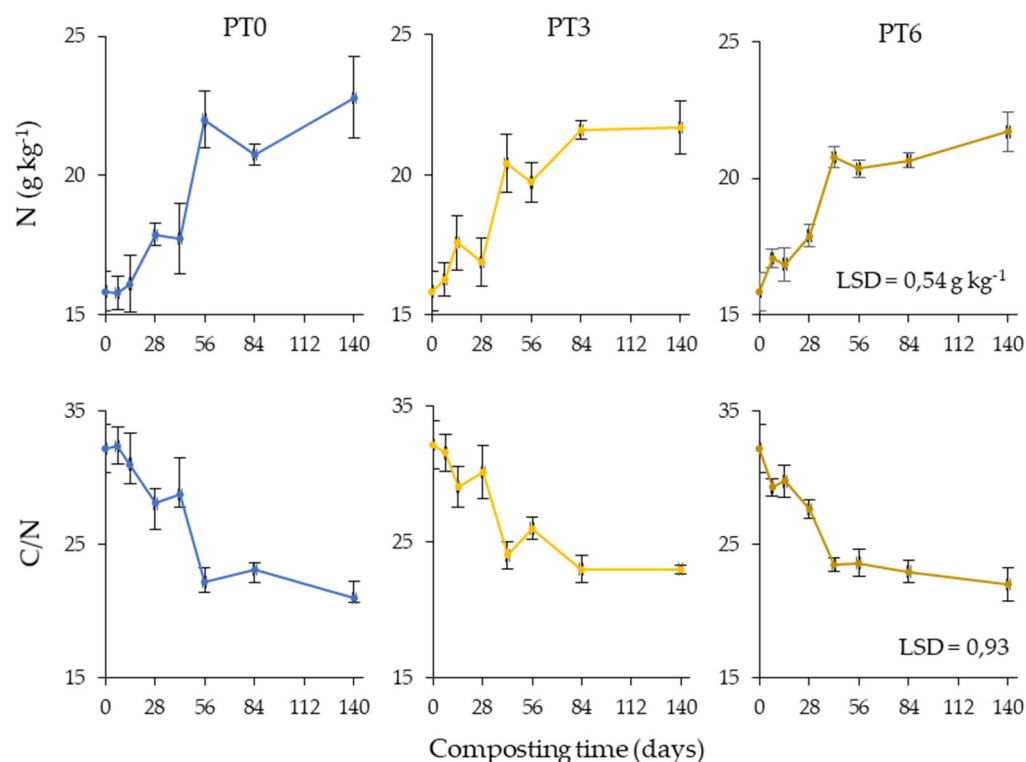 PT0 PT3 PT6
25 25 25
20 20 20
15 15 15
N (g kg⁻¹)
LSD = 0,54 g kg⁻¹
0 28 56 84 112 140 0 28 56 84 112 140 0 28 56 84 112 140
35 35 35
25 25 25
15 15 15
C/N
LSD = 0,93
0 28 56 84 112 140 0 28 56 84 112 140 0 28 56 84 112 140
Composting time (days)